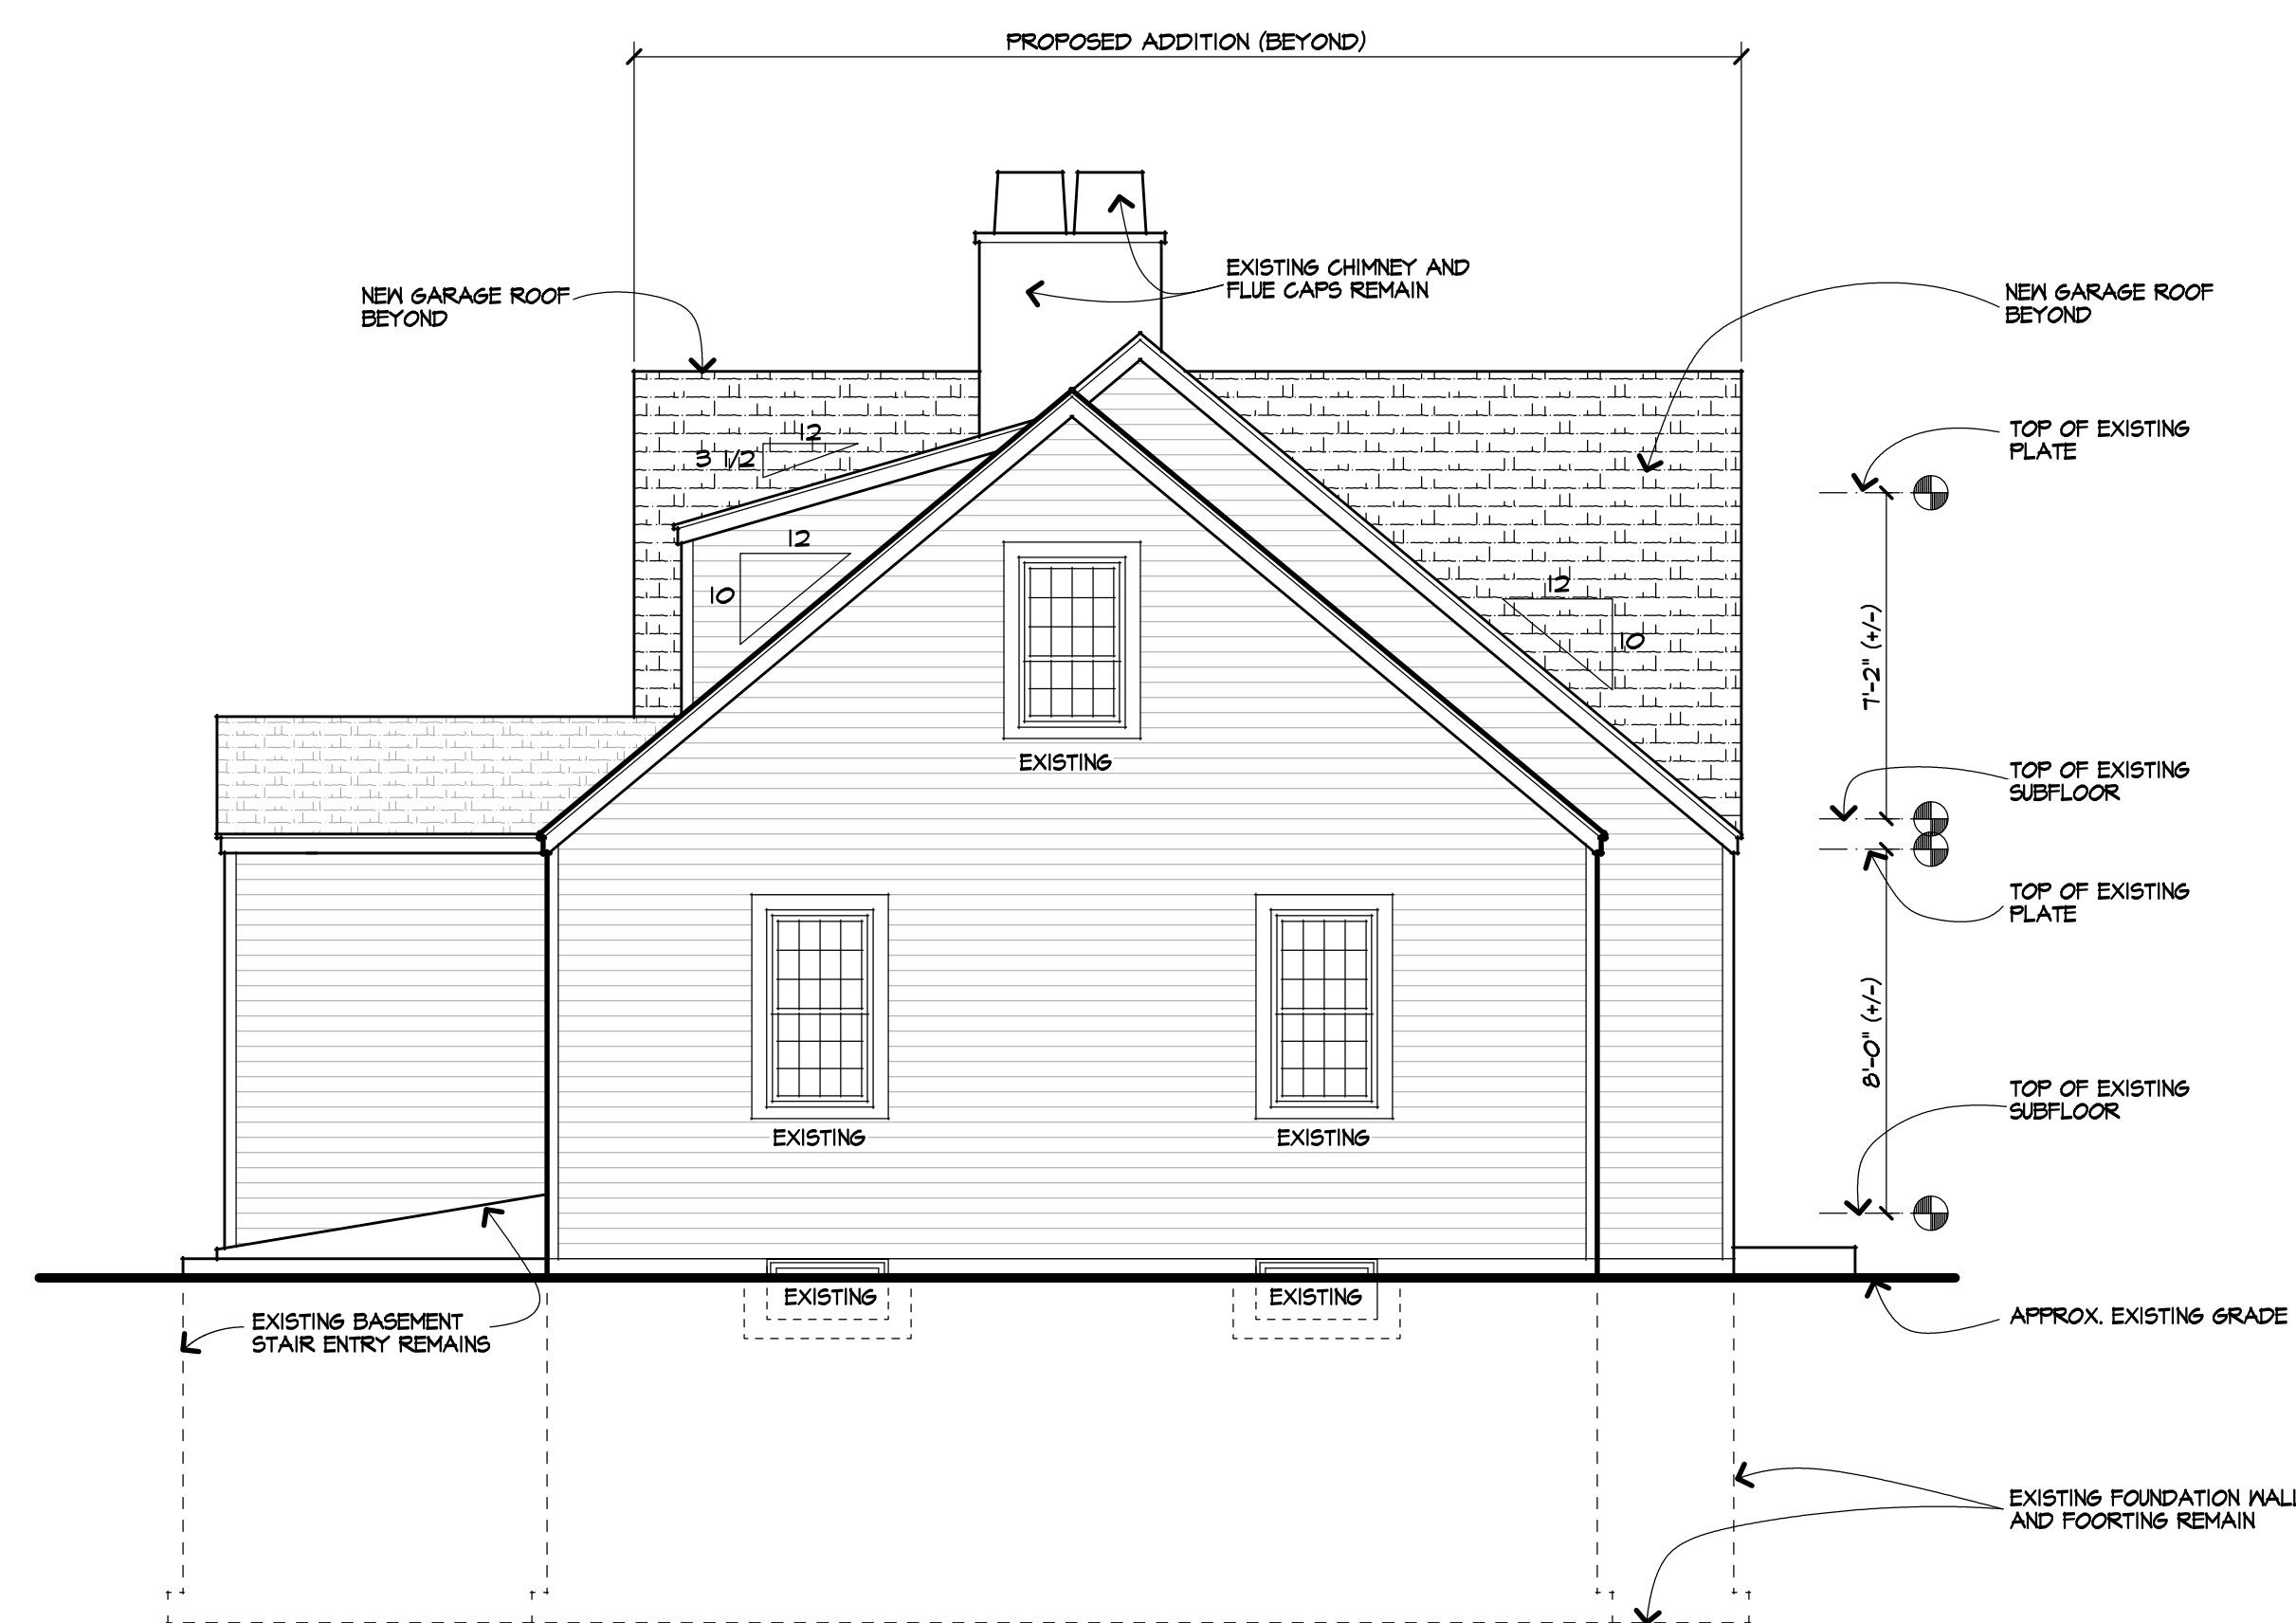 PROPOSED ADDITION (BEYOND)
EXISTING CHIMNEY AND
FLUE CAPS REMAIN
NEW GARAGE ROOF
BEYOND
NEW GARAGE ROOF
BEYOND
TOP OF EXISTING
PLATE
12
3 1/2
12
10
12
10
7'-2" (+/-)
EXISTING
TOP OF EXISTING
SUBFLOOR
TOP OF EXISTING
PLATE
8'-0" (+/-)
TOP OF EXISTING
SUBFLOOR
EXISTING
EXISTING
EXISTING
EXISTING
EXISTING BASEMENT
STAIR ENTRY REMAINS
APPROX. EXISTING GRADE
EXISTING FOUNDATION WALL
AND FOORTING REMAIN